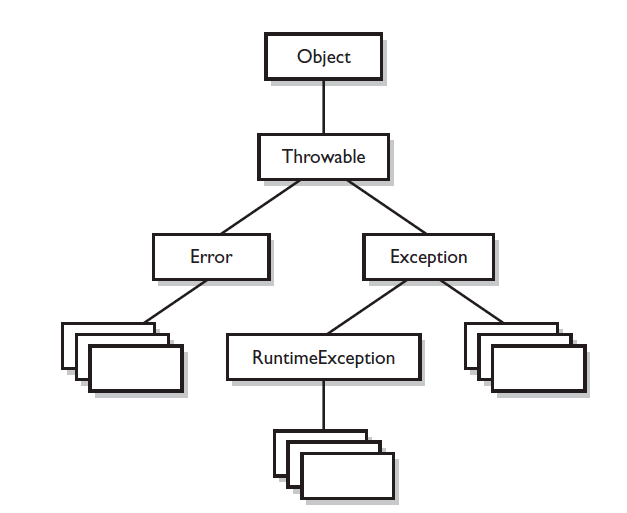 Object
Throwable
Error
Exception
RuntimeException